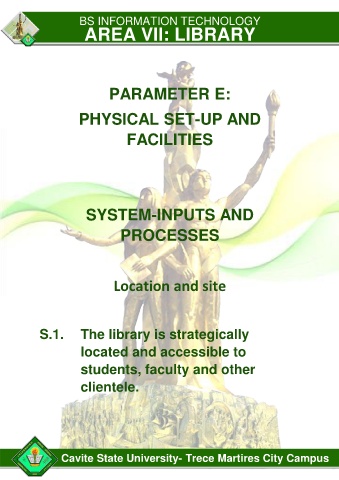 BS INFORMATION TECHNOLOGY
AREA VII: LIBRARY
PARAMETER E:
PHYSICAL SET-UP AND
FACILITIES
SYSTEM-INPUTS AND
PROCESSES
Location and site
S.1. The library is strategically
located and accessible to
students, faculty and other
clientele.
Cavite State University- Trece Martires City Campus